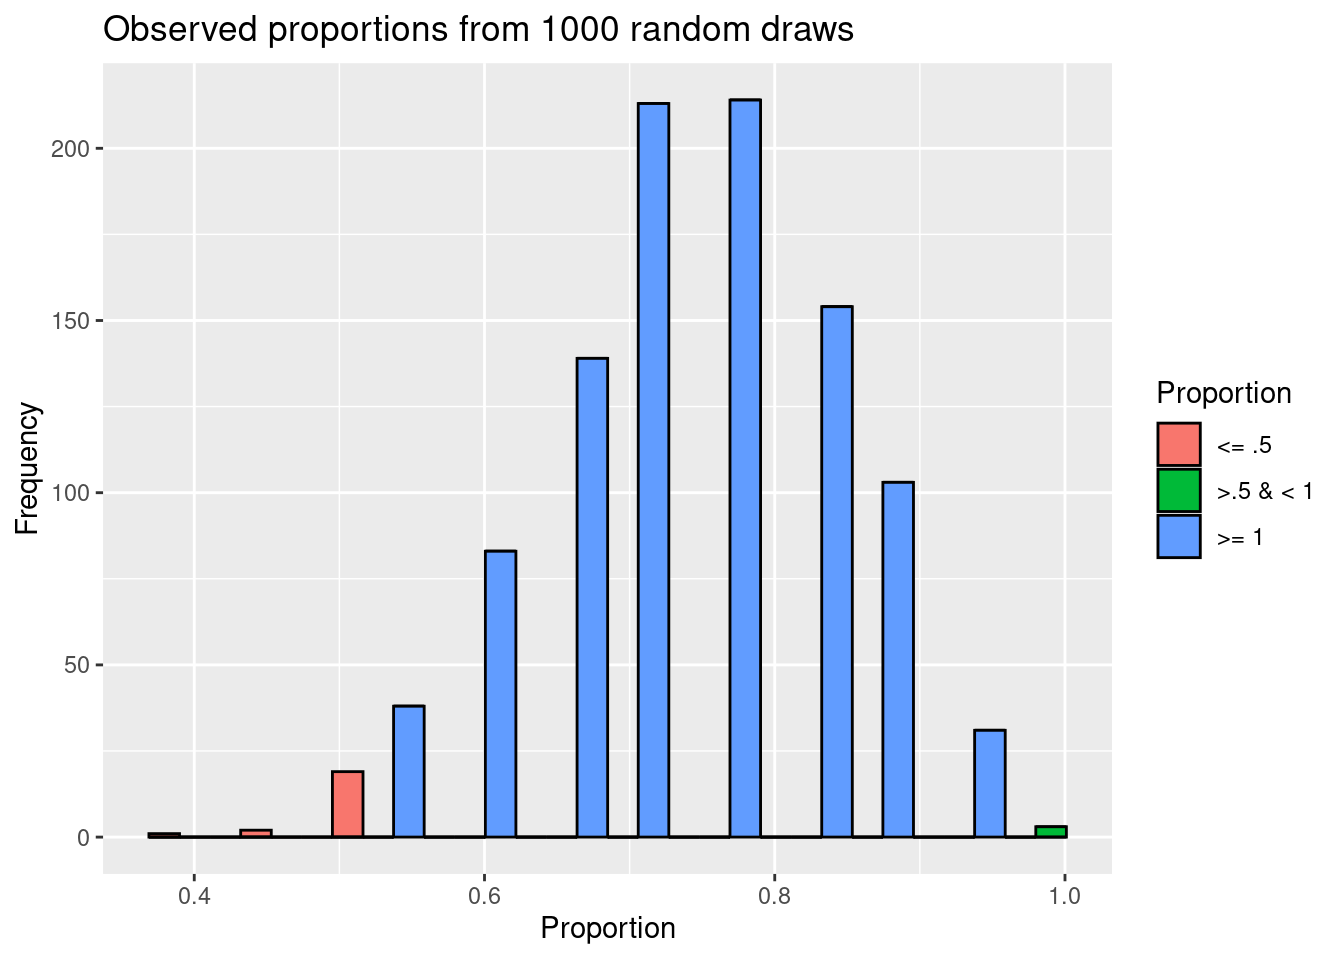 Observed proportions from 1000 random draws
200
150
100
50
0
Frequency
0.4
0.6
0.8
1.0
Proportion
Proportion
<= .5
>.5 & < 1
>= 1